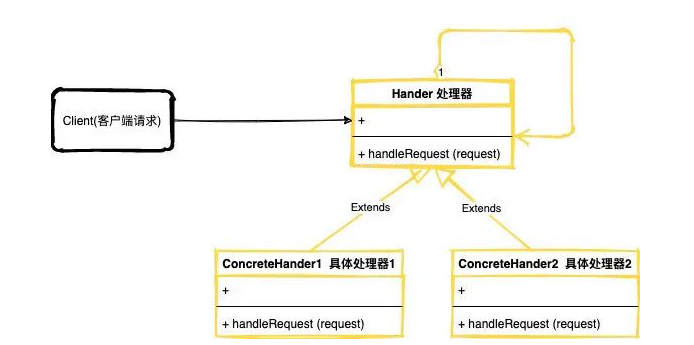 1
Hander 处理器
Client(客户端请求)
+
+ handleRequest (request)
Extends
Extends
ConcreteHander1 具体处理器1
ConcreteHander2 具体处理器2
+
+
+ handleRequest (request)
+ handleRequest (request)